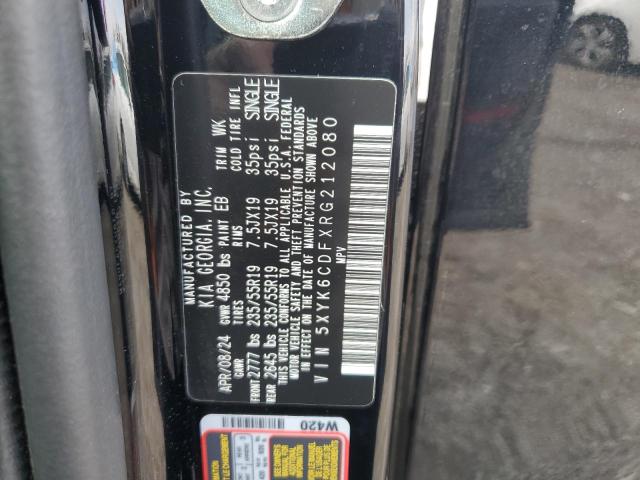 MANUFACTURED BY
KIA GEORGIA, INC.
APR/08/24 GVWR 4850 lbs PAINT EB TRIM WK
GAWR RIMS COLD TIRE INFL
FRONT 2777 lbs 235/55R19 7.5JX19 35psi SINGLE
REAR 2645 lbs 235/55R19 7.5JX19 35psi SINGLE
THIS VEHICLE CONFORMS TO ALL APPLICABLE U.S.A. FEDERAL
MOTOR VEHICLE SAFETY AND THEFT PREVENTION STANDARDS
IN EFFECT ON THE DATE OF MANUFACTURE SHOWN ABOVE
VIN 5XYK6CDFXRG212080
MPV
W420